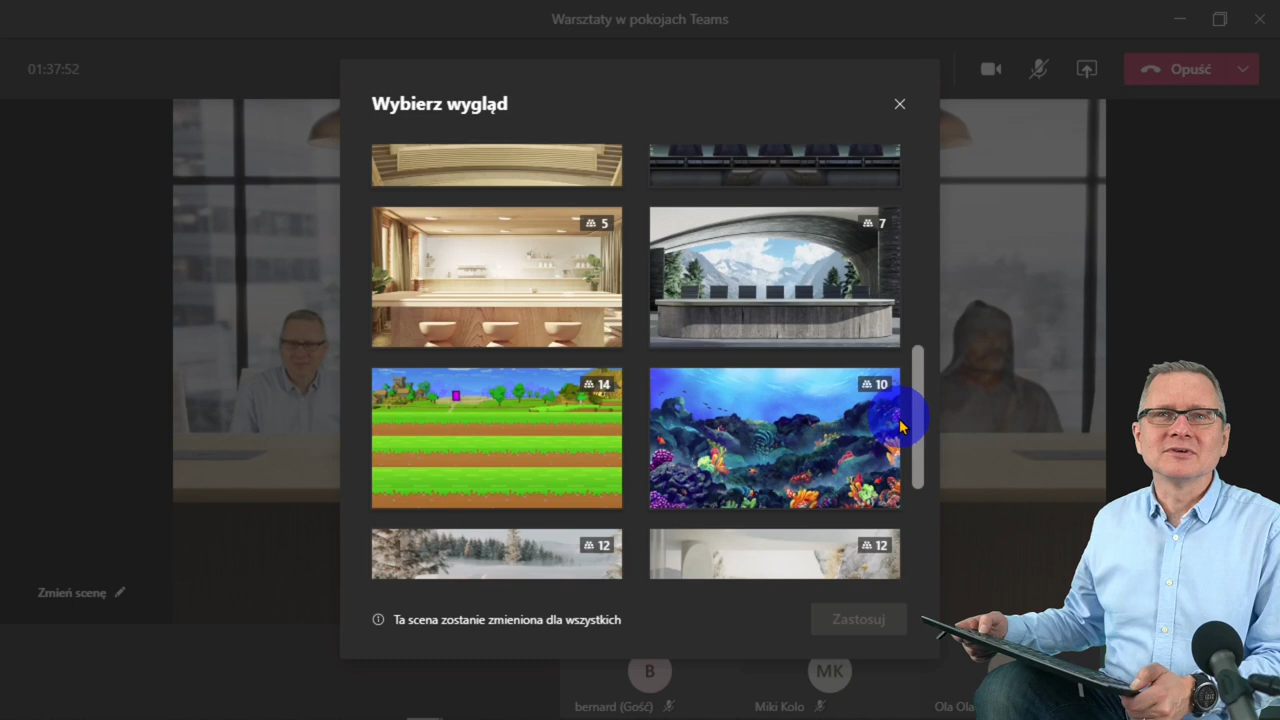 Warsztaty w pokojach Teams
01:37:52
Opuść
Wybierz wygląd
5
7
14
10
12
12
Zmień scenę
Ta scena zostanie zmieniona dla wszystkich
Zastosuj
B
MK
bernard (Gość)
Miki Kolo
Ola Ola